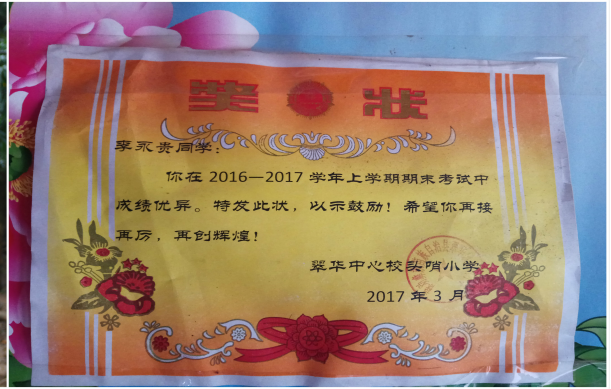 奖状
李永贵同学：
你在 2016—2017 学年上学期期末考试中
成绩优异。特发此状，以示鼓励！希望你再接
再厉，再创辉煌！
翠华中心校头哨小学
2017 年 3 月